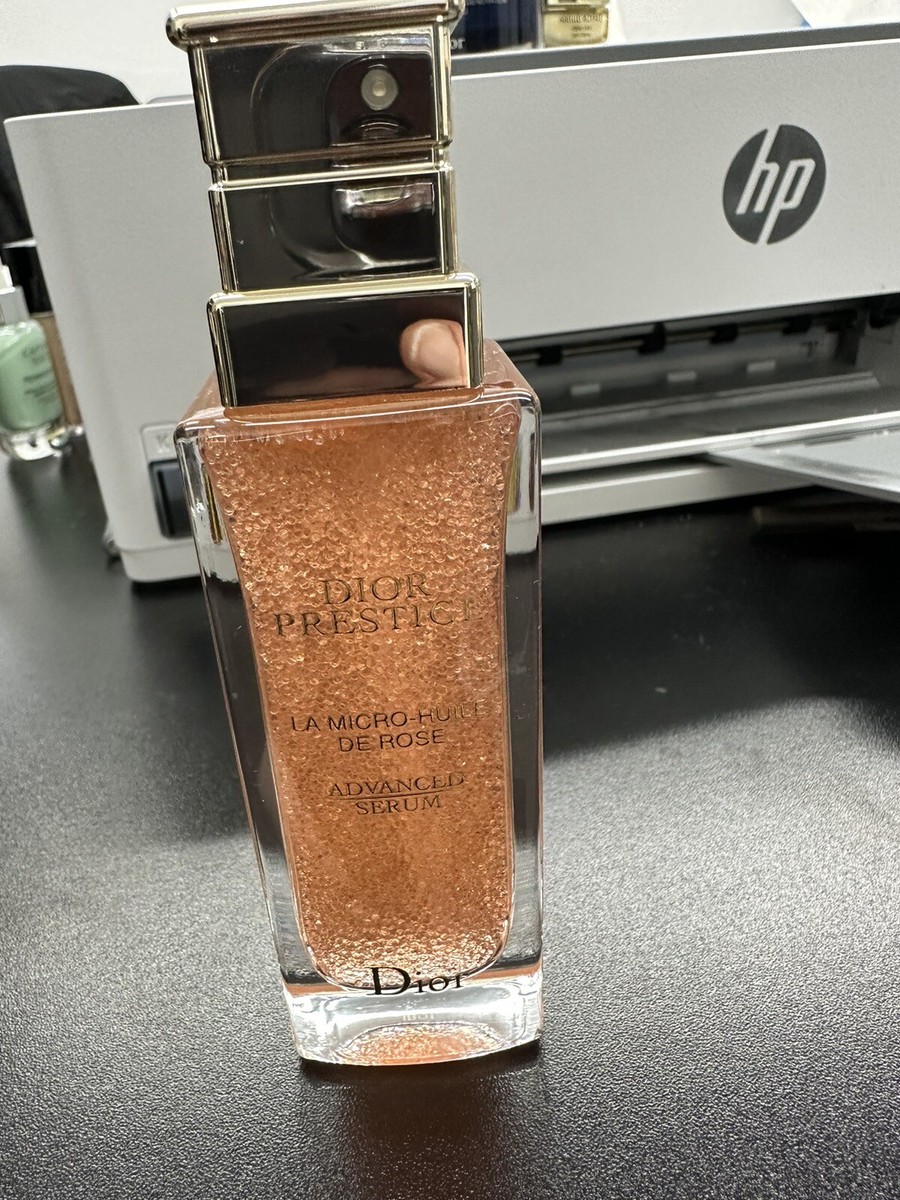 hp
DIOR
PRESTIGE
LA MICRO-HUILE
DE ROSE
ADVANCED
SERUM
Dior